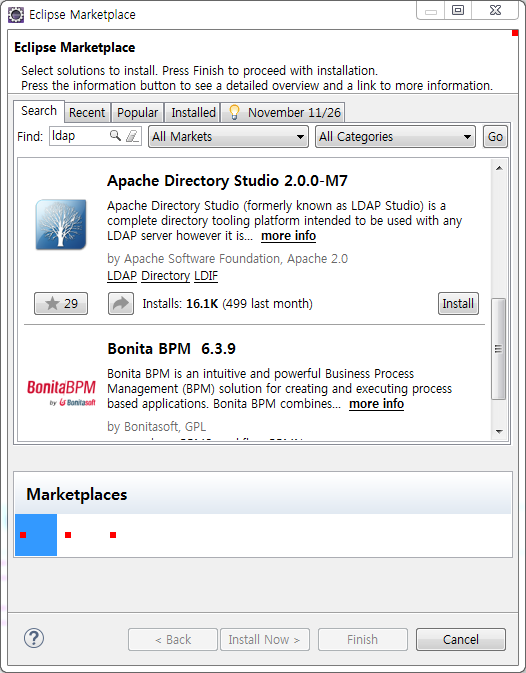 Eclipse Marketplace
Eclipse Marketplace
Select solutions to install. Press Finish to proceed with installation.
Press the information button to see a detailed overview and a link to more information.
Search Recent Popular Installed November 11/26
Find: ldap All Markets All Categories Go
Apache Directory Studio 2.0.0-M7
Apache Directory Studio (formerly known as LDAP Studio) is a
complete directory tooling platform intended to be used with any
LDAP server however it is... more info
by Apache Software Foundation, Apache 2.0
LDAP Directory LDIF
29 Installs: 16.1K (499 last month) Install
Bonita BPM 6.3.9
Bonita BPM is an intuitive and powerful Business Process
Management (BPM) solution for creating and executing process
based applications. Bonita BPM combines... more info
BonitaBPM
by Bonitasoft
by Bonitasoft, GPL
Marketplaces
? < Back Install Now > Finish Cancel